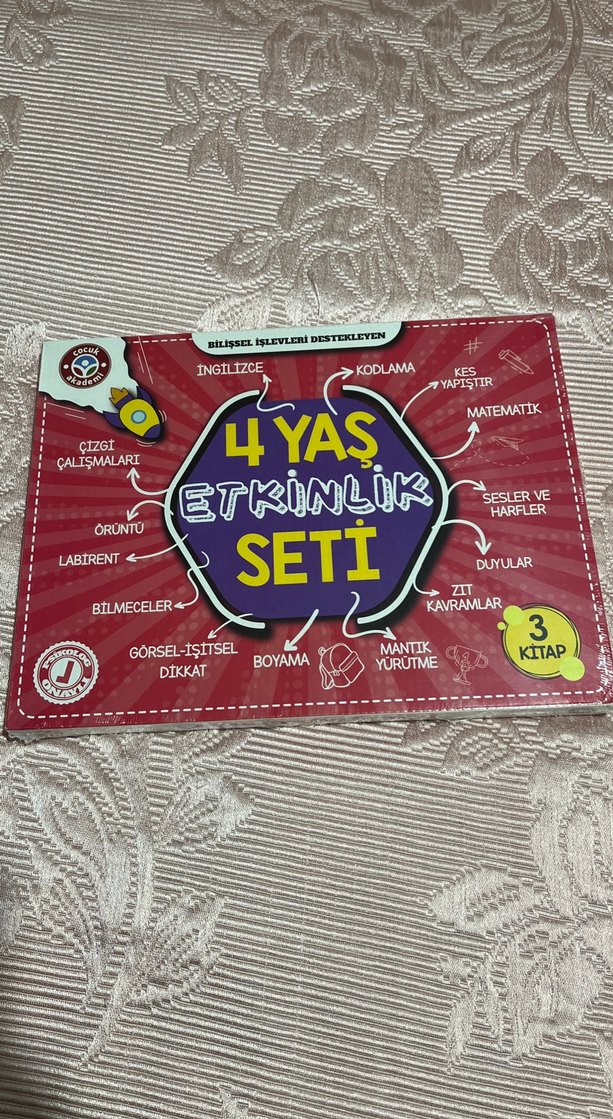 BİLİŞSEL İŞLEVLERİ DESTEKLEYEN
çocuk
akademi
İNGİLİZCE
KODLAMA
KES
YAPIŞTIR
MATEMATİK
ÇİZGİ
ÇALIŞMALARI
4 YAŞ
ETKİNLİK
SETİ
SESLER VE
HARFLER
ÖRÜNTÜ
LABİRENT
DUYULAR
BİLMECELER
ZIT
KAVRAMLAR
GÖRSEL-İŞİTSEL
DİKKAT
BOYAMA
MANTIK
YÜRÜTME
3
KİTAP
PSİKOLOG
ONAYLI